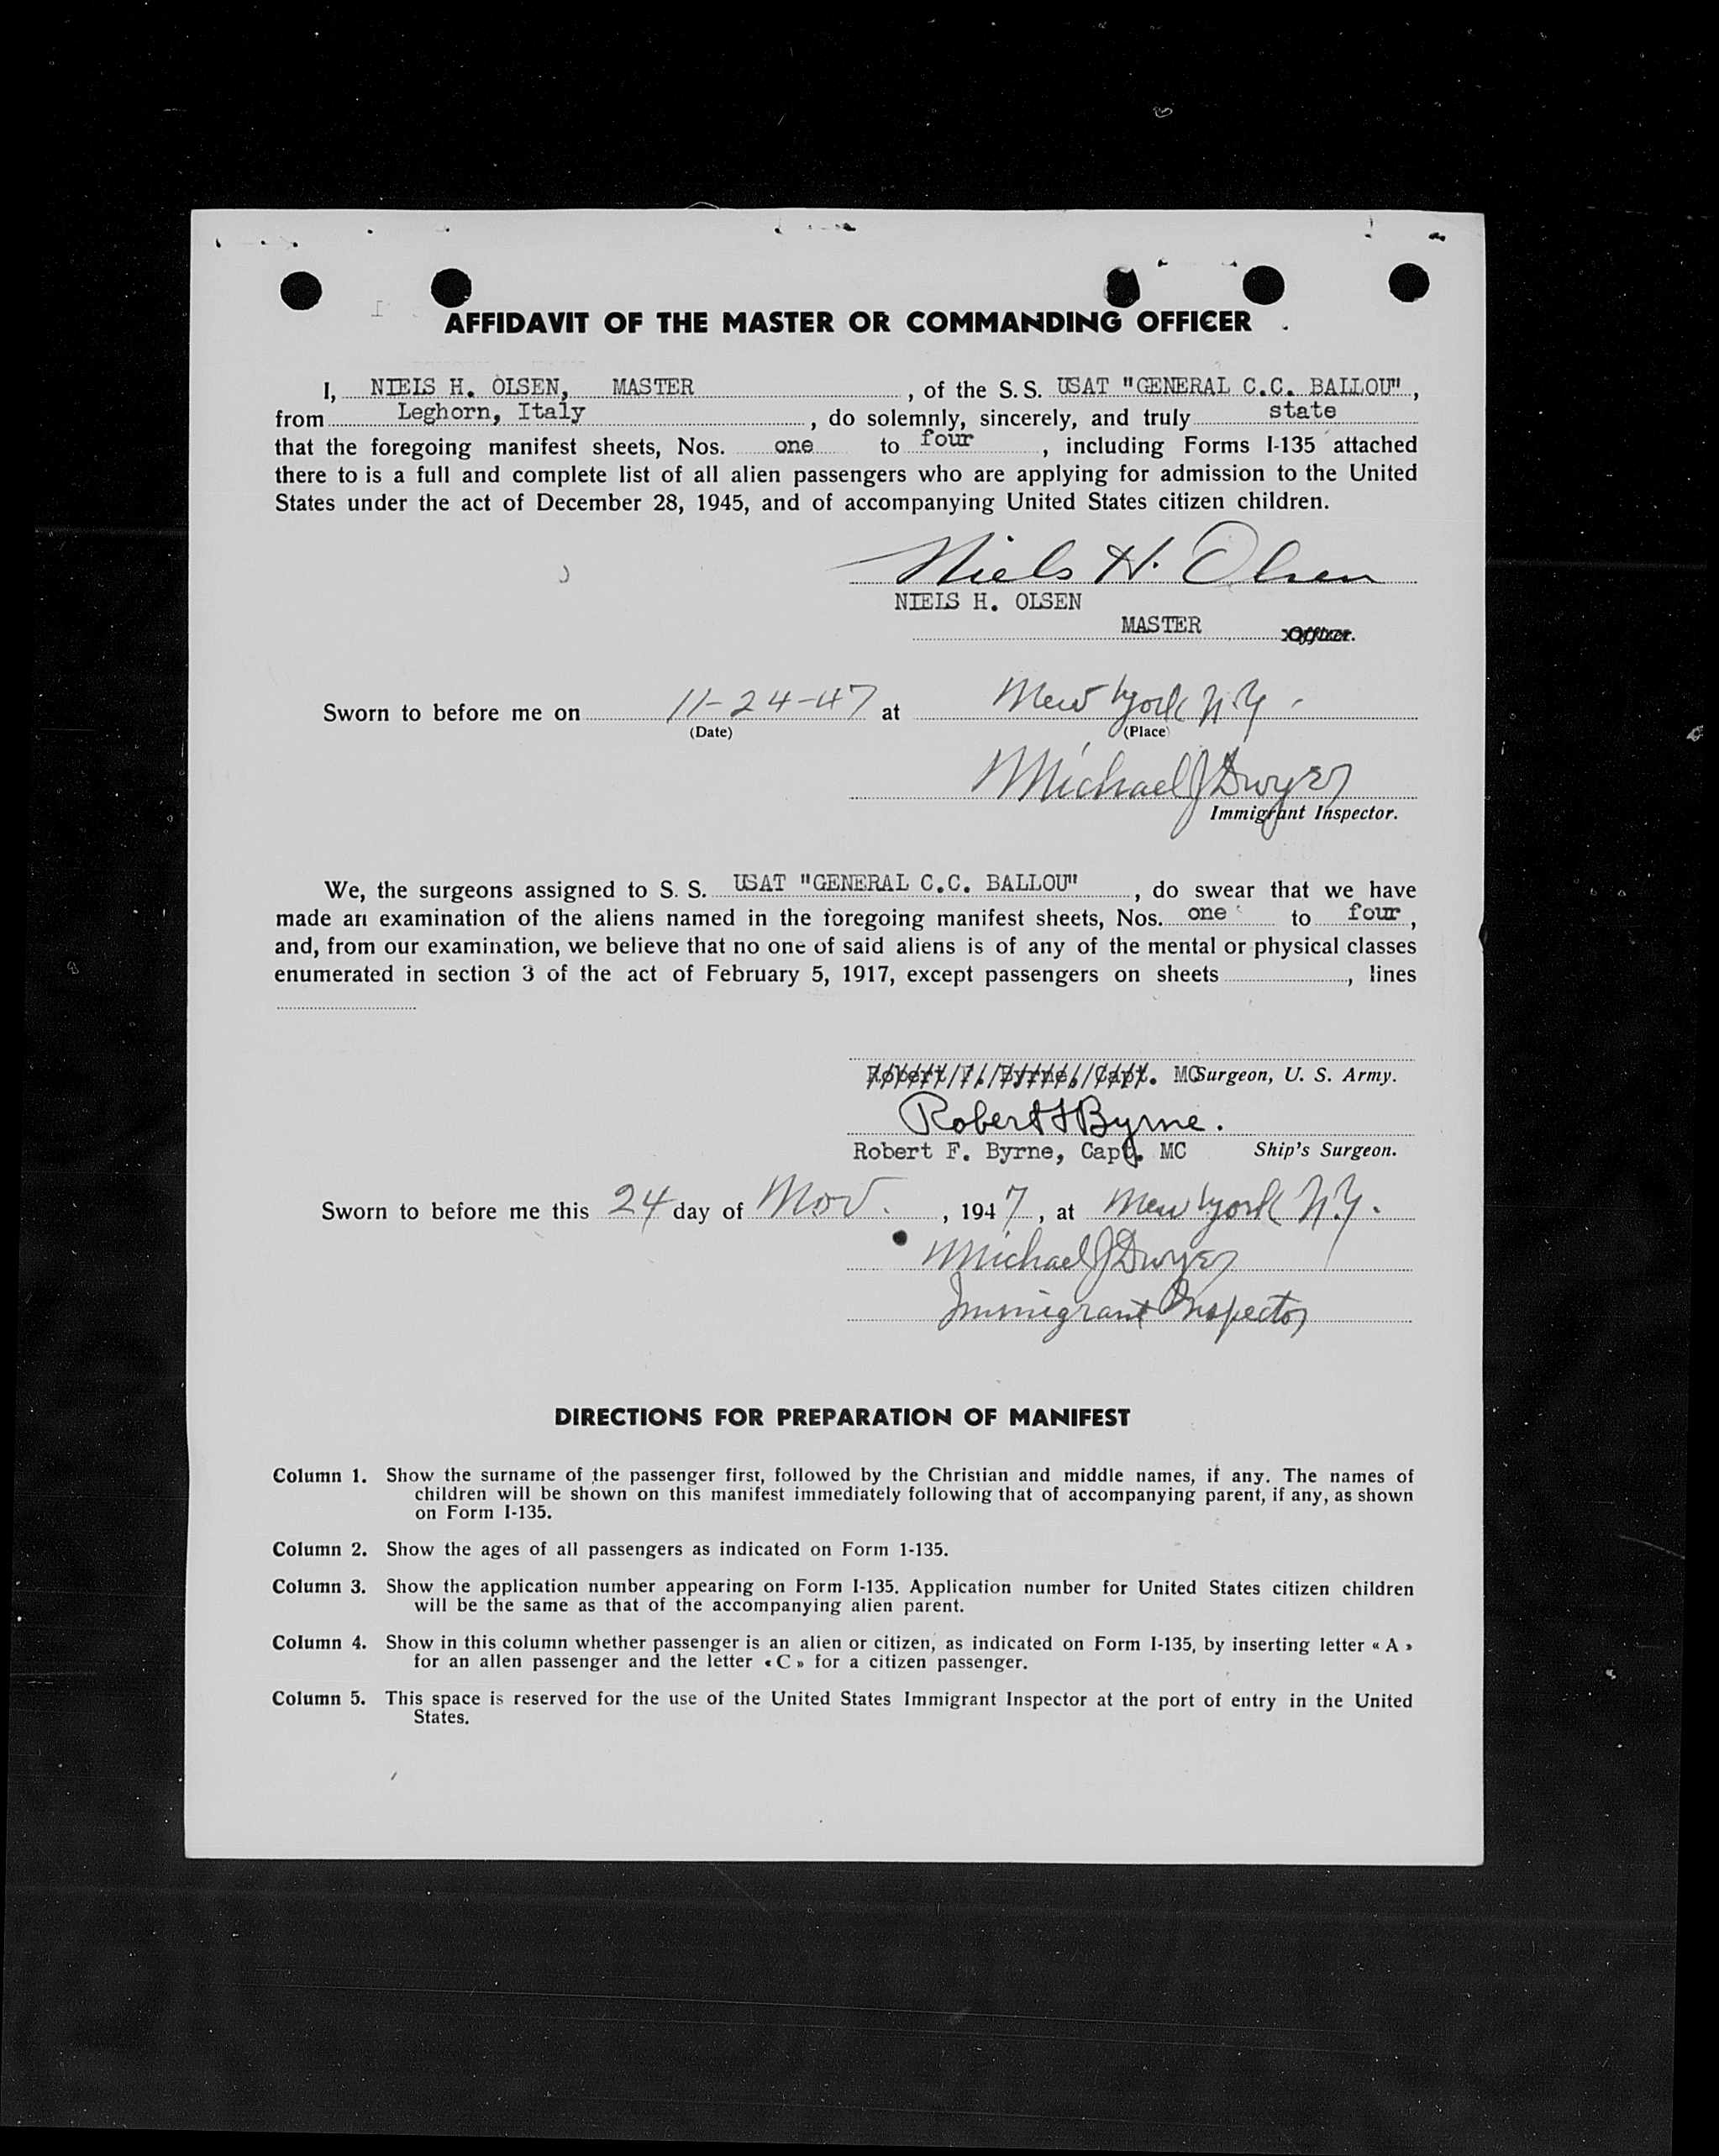 AFFIDAVIT OF THE MASTER OR COMMANDING OFFICER
I, NIELS H. OLSEN, MASTER , of the S. S. USAT "GENERAL C.C. BALLOU" ,
from Leghorn, Italy , do solemnly, sincerely, and truly state
that the foregoing manifest sheets, Nos. one to four , including Forms I-135 attached
there to is a full and complete list of all alien passengers who are applying for admission to the United
States under the act of December 28, 1945, and of accompanying United States citizen children.
Niels H. Olsen
NIELS H. OLSEN
MASTER Officer.
Sworn to before me on 11-24-47 at New York N.Y.
(Date) (Place)
Michael J Dwyer
Immigrant Inspector.
We, the surgeons assigned to S. S. USAT "GENERAL C.C. BALLOU" , do swear that we have
made an examination of the aliens named in the foregoing manifest sheets, Nos. one to four ,
and, from our examination, we believe that no one of said aliens is of any of the mental or physical classes
enumerated in section 3 of the act of February 5, 1917, except passengers on sheets , lines
Robert F. Byrne, Capt. MC Surgeon, U. S. Army.
Robert F Byrne.
Robert F. Byrne, Capt. MC Ship's Surgeon.
Sworn to before me this 24 day of Nov. , 1947 , at New York N.Y.
Michael J Dwyer
Immigrant Inspector
DIRECTIONS FOR PREPARATION OF MANIFEST
Column 1. Show the surname of the passenger first, followed by the Christian and middle names, if any. The names of
children will be shown on this manifest immediately following that of accompanying parent, if any, as shown
on Form I-135.
Column 2. Show the ages of all passengers as indicated on Form 1-135.
Column 3. Show the application number appearing on Form I-135. Application number for United States citizen children
will be the same as that of the accompanying alien parent.
Column 4. Show in this column whether passenger is an alien or citizen, as indicated on Form I-135, by inserting letter « A »
for an allen passenger and the letter « C » for a citizen passenger.
Column 5. This space is reserved for the use of the United States Immigrant Inspector at the port of entry in the United
States.